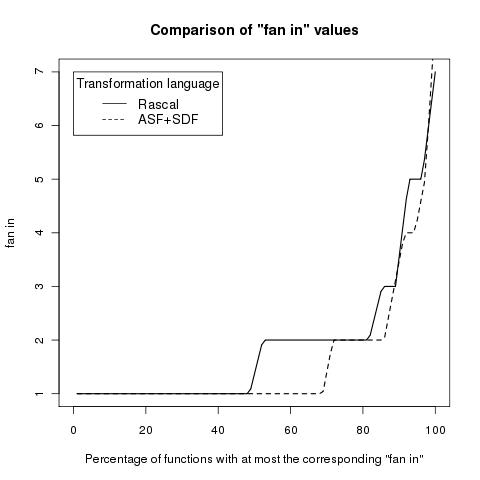 Comparison of "fan in" values
Transformation language
Rascal
ASF+SDF
fan in
7
6
5
4
3
2
1
0 20 40 60 80 100
Percentage of functions with at most the corresponding "fan in"